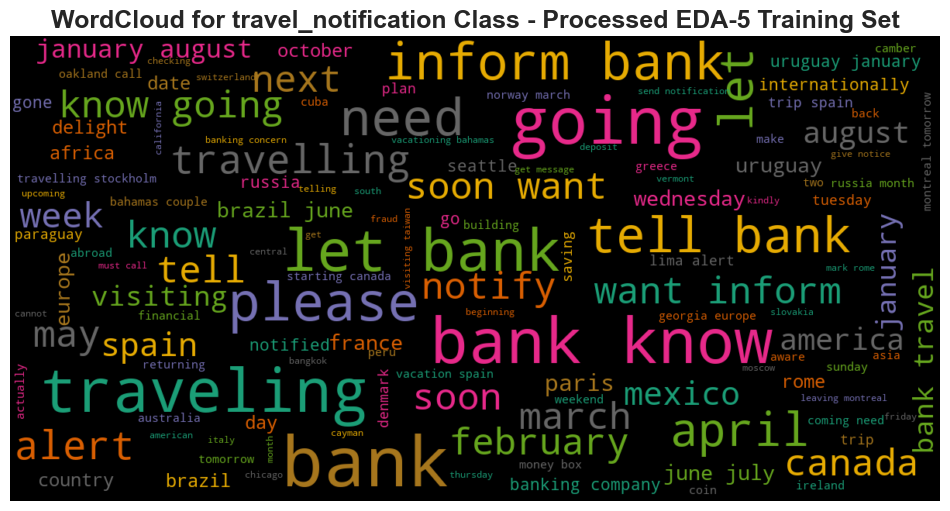 WordCloud for travel_notification Class - Processed EDA-5 Training Set
january august
october
inform bank
let
camber
uruguay january
checking
oakland call
date
switzerland
next
plan
norway march
send notification
internationally
gone
know going
cuba
need
going
trip spain
back
august
delight
california
banking concern
vacationing bahamas
deposit
make
give notice
montreal tomorrow
africa
travelling
seattle
get message
greece
uruguay
travelling stockholm
russia
telling
south
soon want
vermont
two
russia month
upcoming
bahamas couple
wednesday
kindly
tuesday
week
brazil june
fraud
go
building
tell bank
paraguay
know
get
let bank
visiting taiwan
saving
january
abroad
central
lima alert
must call
tell
starting canada
mark rome
europe
visiting
please
notify
want inform
bank travel
cannot
financial
beginning
georgia europe
slovakia
may
spain
notified
france
bank know
america
returning
bangkok
peru
aware
asia
moscow
sunday
actually
traveling
denmark
vacation spain
soon
paris
weekend
mexico
rome
leaving montreal
australia
day
march
coming need
friday
american
cayman
february
april
trip
alert
italy
month
tomorrow
bank
thursday
money box
canada
country
brazil
chicago
banking company
june july
coin
ireland